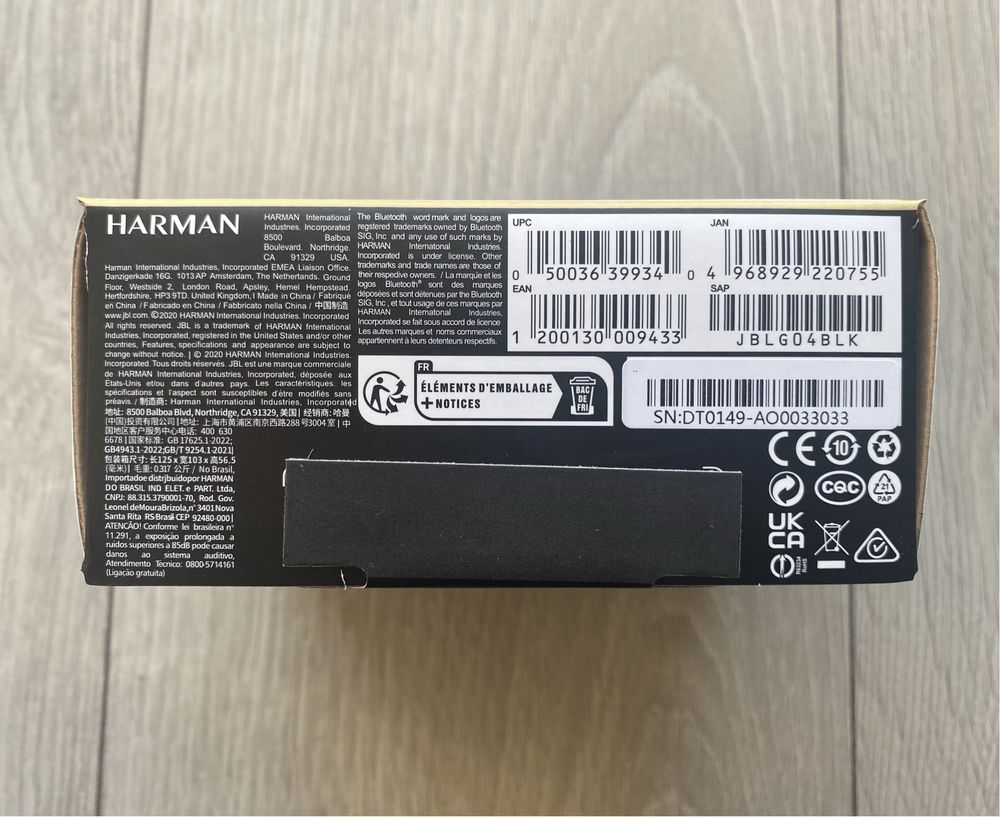 HARMAN
HARMAN International
Industries. Incorporated
8500 Balboa
Boulevard. Northridge,
CA 91329 USA.
Harman International Industries, Incorporated EMEA Liaison Office.
Danzigerkade 16G. 1013 AP Amsterdam, The Netherlands. Ground
Floor, Westside 2, London Road, Apsley, Hemel Hempstead.
Hertfordshire, HP3 9TD. United Kingdom,| Made in China / Fabriqué
en China / Fabricado en China / Fabricado nella China / 中国制造
www.jbl.com. ©2020 HARMAN International Industries. Incorporated
All rights reserved. JBL is a trademark of HARMAN International
Industries, Incorporated, registered in the United States and/or other
countries, Features, specifications and appearance are subject to
change without notice. | © 2020 HARMAN International Industries.
Incorporated. Tous droits réservés. JBL est une marque commerciale
de HARMAN International Industries, Incorporated, déposée aux
États-Unis et/ou dans d'autres pays. Les caractéristiques. les
spécifications et l'aspect sont susceptibles d'être modifiés sans
préavis. / 制造商: Harman International Industries, Incorporated
地址: 8500 Balboa Blvd, Northridge, CA 91329, 美国 | 经销商: 哈曼
(中国)投资有限公司 | 地址: 上海市黄浦区南京西路288号3004室 | 中
国地区客户服务中心电话: 400 630
6678 | 国家标准: GB 17625.1-2022;
GB4943.1-2022;GB/T 9254.1-2021|
包装箱尺寸: 长125 x 宽103 x 高56.5
(毫米) | 毛重: 0.317 公斤 / No Brasil,
Importadoe distrjbuidopor HARMAN
DO BRASIL IND ELET. e PART. Ltda,
CNPJ: 88.315.3790001-70, Rod. Gov.
Leonel deMouraBrizola,n° 3401 Nova
Santa Rita RS-Brasil-CEP 92480-000 |
ATENCÃO! Conforme lei brasileira n°
11.291, a exposição prolongada a
ruidos superiores a 85dB pode causar
danos ao sistema auditivo,
Atendimento Técnico: 0800-5714161
(Ligação gratuita)
The Bluetooth word mark and logos are
registered trademarks owned by Bluetooth
SIG, Inc and any use of such marks by
HARMAN International Industries.
Incorporated is under license. Other
trademarks and trade names are those of
their respective owners. / La marque et les
logos Bluetooth® sont des marques
déposées et sont détenues par the Bluetooth
SIG, Inc., et tout usage de ces marques par
HARMAN International Industries,
Incorporated se fait sous accord de licence
Les autres marques et noms commerciaux
appartiennent à leurs detenteurs respectifs.
UPC
0 50036 39934 0
JAN
4 968929 220755
EAN
1 200130 009433
SAP
JBLGO4BLK
FR
ÉLÉMENTS D'EMBALLAGE
+ NOTICES
BAC
DE
FRI
SN:DT0149-AO0033033
CE
10
CQC
21
PAP
UK
CA
R63234
RoHS